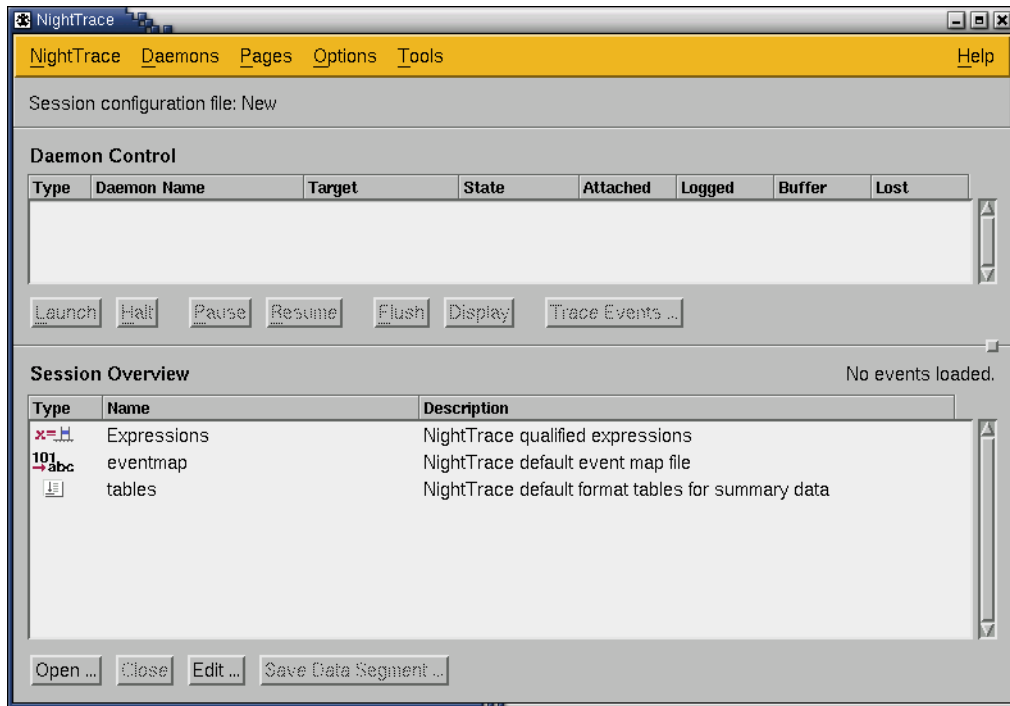 NightTrace
NightTrace Daemons Pages Options Tools Help
Session configuration file: New
Daemon Control
Type Daemon Name Target State Attached Logged Buffer Lost
Launch Halt Pause Resume Flush Display Trace Events ...
Session Overview No events loaded.
Type Name Description
x= Expressions NightTrace qualified expressions
101 abc eventmap NightTrace default event map file
tables NightTrace default format tables for summary data
Open ... Close Edit ... Save Data Segment ...